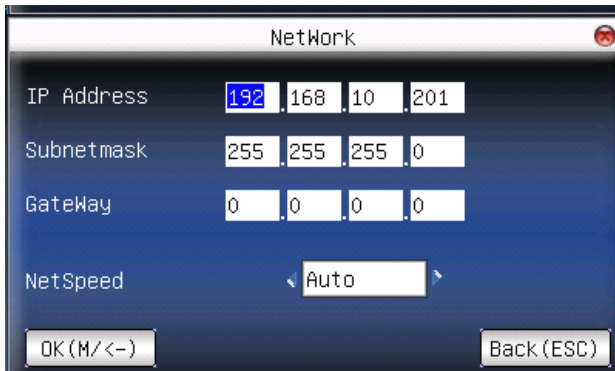 NetWork
IP Address 192.168.10.201
Subnetmask 255.255.255.0
GateWay 0.0.0.0
NetSpeed Auto
OK(M/<-) Back(ESC)